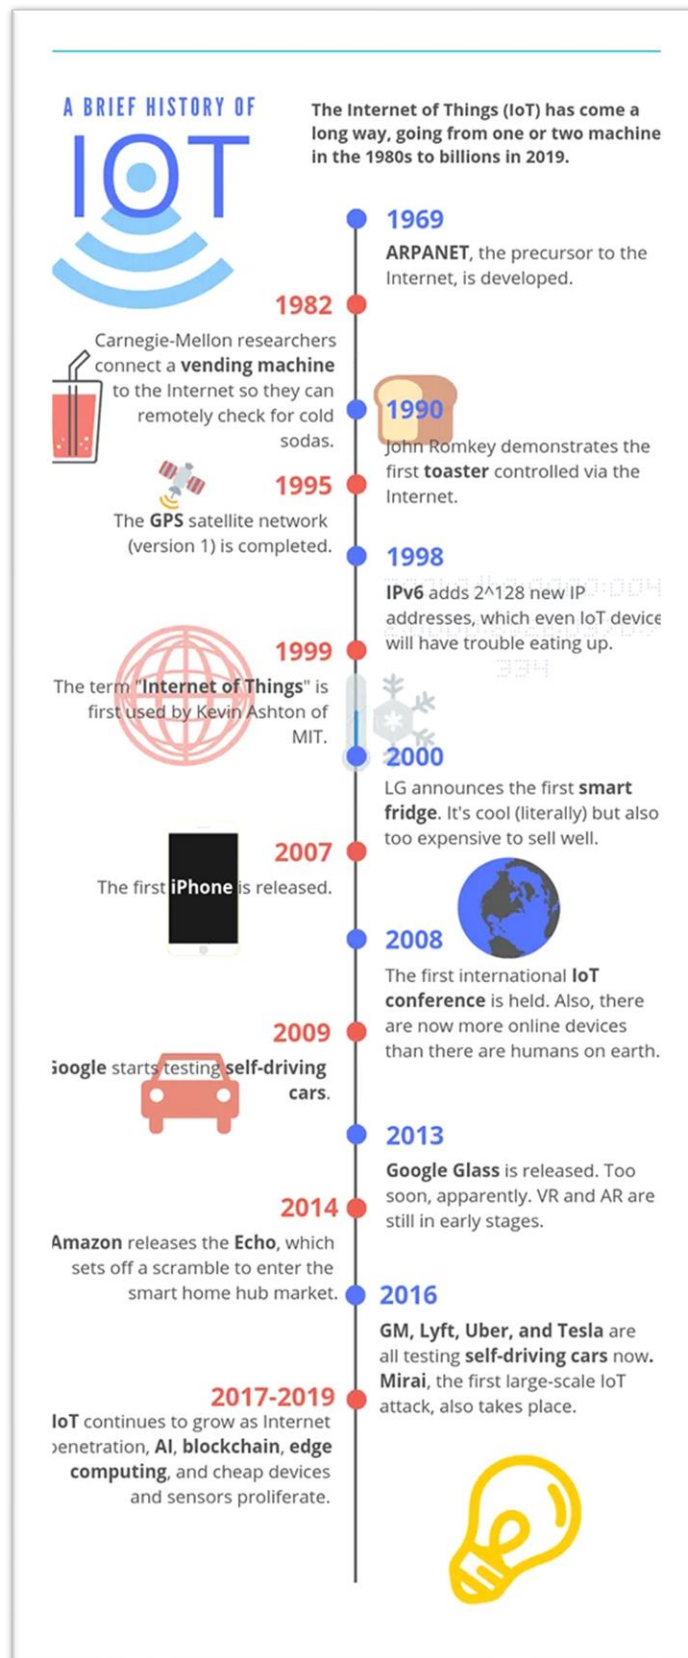 A BRIEF HISTORY OF
IOT
The Internet of Things (IoT) has come a
long way, going from one or two machine
in the 1980s to billions in 2019.
1969
ARPANET, the precursor to the
Internet, is developed.
1982
Carnegie-Mellon researchers
connect a vending machine
to the Internet so they can
remotely check for cold
sodas.
1990
John Romkey demonstrates the
first toaster controlled via the
Internet.
1995
The GPS satellite network
(version 1) is completed.
1998
IPv6 adds 2^128 new IP
addresses, which even IoT device
will have trouble eating up.
334
1999
The term "Internet of Things" is
first used by Kevin Ashton of
MIT.
2000
LG announces the first smart
fridge. It's cool (literally) but also
too expensive to sell well.
2007
The first iPhone is released.
2008
The first international IoT
conference is held. Also, there
are now more online devices
than there are humans on earth.
2009
Google starts testing self-driving
cars.
2013
Google Glass is released. Too
soon, apparently. VR and AR are
still in early stages.
2014
Amazon releases the Echo, which
sets off a scramble to enter the
smart home hub market.
2016
GM, Lyft, Uber, and Tesla are
all testing self-driving cars now.
Mirai, the first large-scale IoT
attack, also takes place.
2017-2019
IoT continues to grow as Internet
penetration, AI, blockchain, edge
computing, and cheap devices
and sensors proliferate.